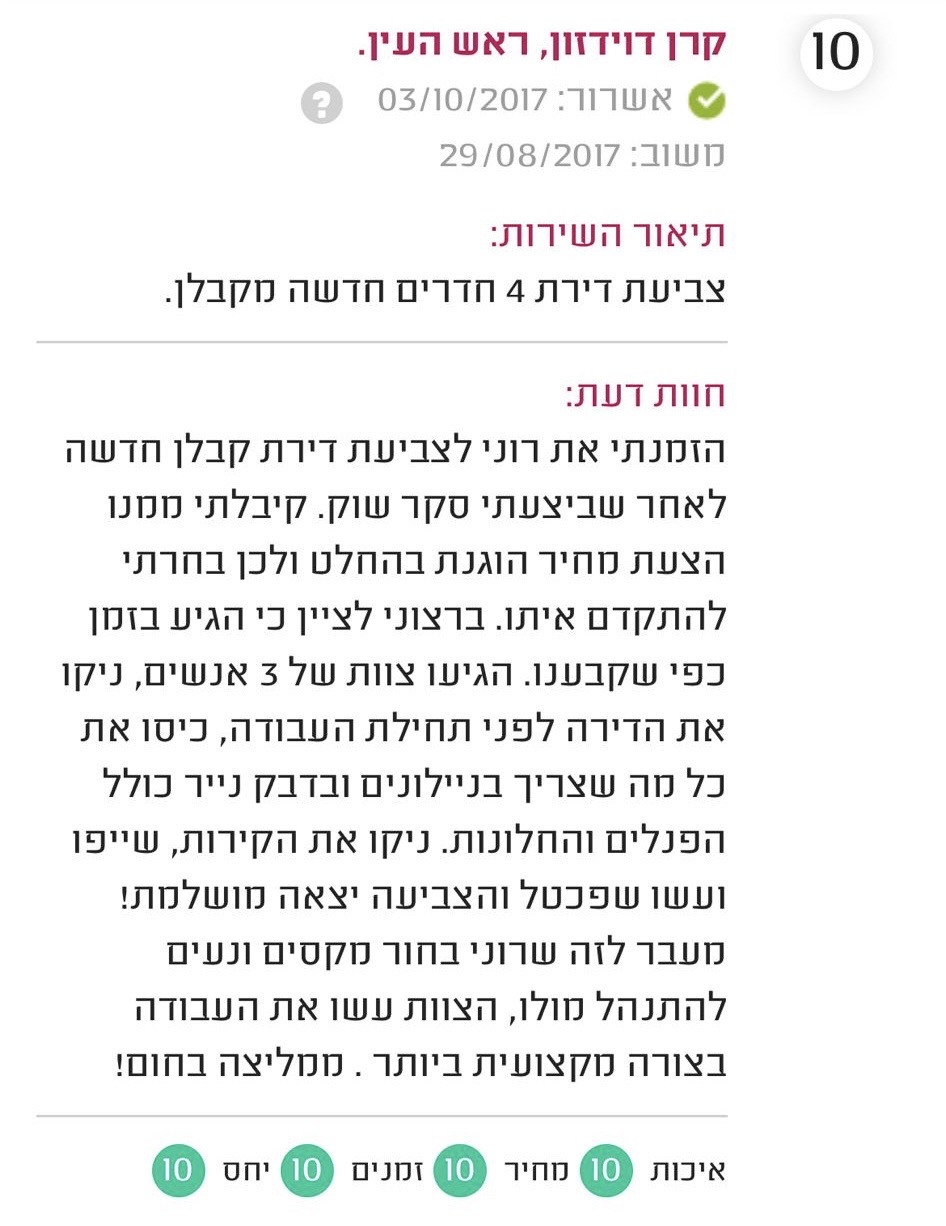 10
קרן דוידזון, ראש העין.
אשרור: 03/10/2017 ?
משוב: 29/08/2017
תיאור השירות:
צביעת דירת 4 חדרים חדשה מקבלן.
חוות דעת:
הזמנתי את רוני לצביעת דירת קבלן חדשה
לאחר שביצעתי סקר שוק. קיבלתי ממנו
הצעת מחיר הוגנת בהחלט ולכן בחרתי
להתקדם איתו. ברצוני לציין כי הגיע בזמן
כפי שקבענו. הגיעו צוות של 3 אנשים, ניקו
את הדירה לפני תחילת העבודה, כיסו את
כל מה שצריך בניילונים ובדבק נייר כולל
הפנלים והחלונות. ניקו את הקירות, שייפו
ועשו שפכטל והצביעה יצאה מושלמת!
מעבר לזה שרוני בחור מקסים ונעים
להתנהל מולו, הצוות עשו את העבודה
בצורה מקצועית ביותר . ממליצה בחום!
איכות 10 מחיר 10 זמנים 10 יחס 10